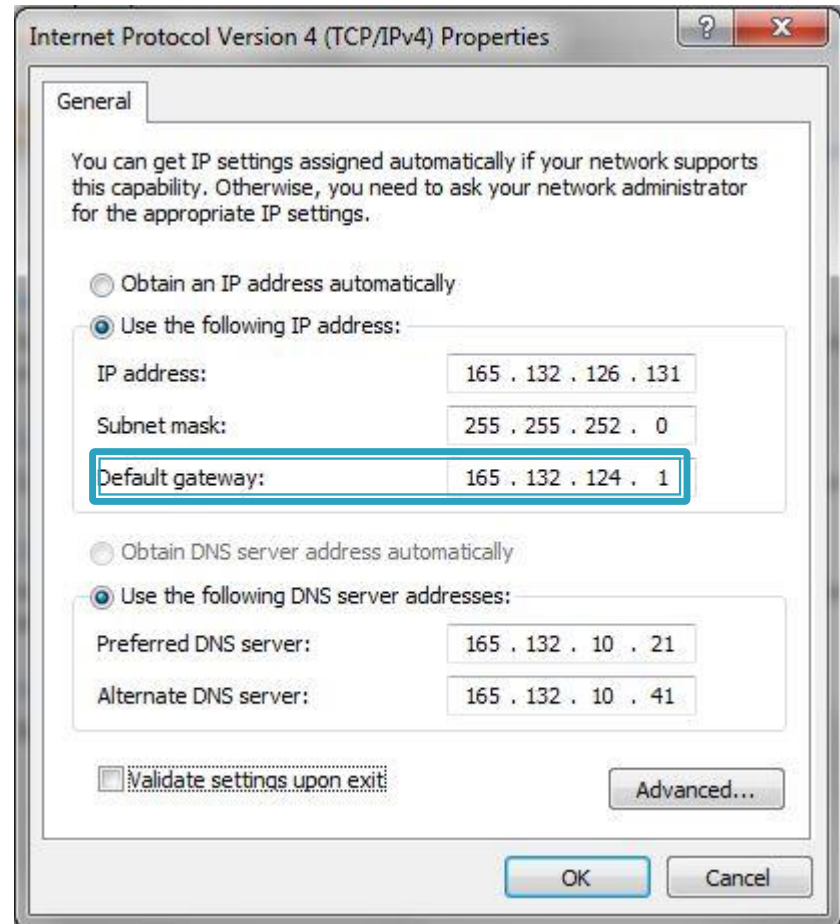 Internet Protocol Version 4 (TCP/IPv4) Properties
General
You can get IP settings assigned automatically if your network supports
this capability. Otherwise, you need to ask your network administrator
for the appropriate IP settings.
Obtain an IP address automatically
Use the following IP address:
IP address: 165 . 132 . 126 . 131
Subnet mask: 255 . 255 . 252 . 0
Default gateway: 165 . 132 . 124 . 1
Obtain DNS server address automatically
Use the following DNS server addresses:
Preferred DNS server: 165 . 132 . 10 . 21
Alternate DNS server: 165 . 132 . 10 . 41
Validate settings upon exit
Advanced...
OK Cancel